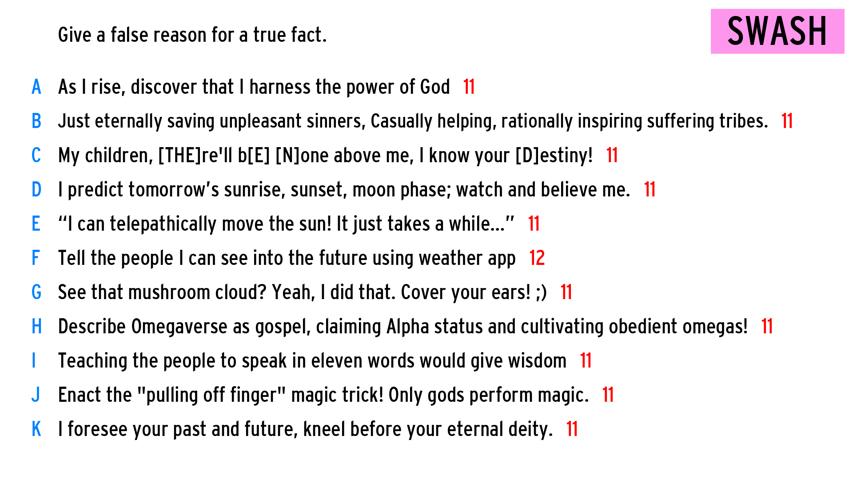 Give a false reason for a true fact.
SWASH
A As I rise, discover that I harness the power of God 11
B Just eternally saving unpleasant sinners, Casually helping, rationally inspiring suffering tribes. 11
C My children, [THE]re'll b[E] [N]one above me, I know your [D]estiny! 11
D I predict tomorrow’s sunrise, sunset, moon phase; watch and believe me. 11
E “I can telepathically move the sun! It just takes a while…” 11
F Tell the people I can see into the future using weather app 12
G See that mushroom cloud? Yeah, I did that. Cover your ears! ;) 11
H Describe Omegaverse as gospel, claiming Alpha status and cultivating obedient omegas! 11
I Teaching the people to speak in eleven words would give wisdom 11
J Enact the "pulling off finger" magic trick! Only gods perform magic. 11
K I foresee your past and future, kneel before your eternal deity. 11